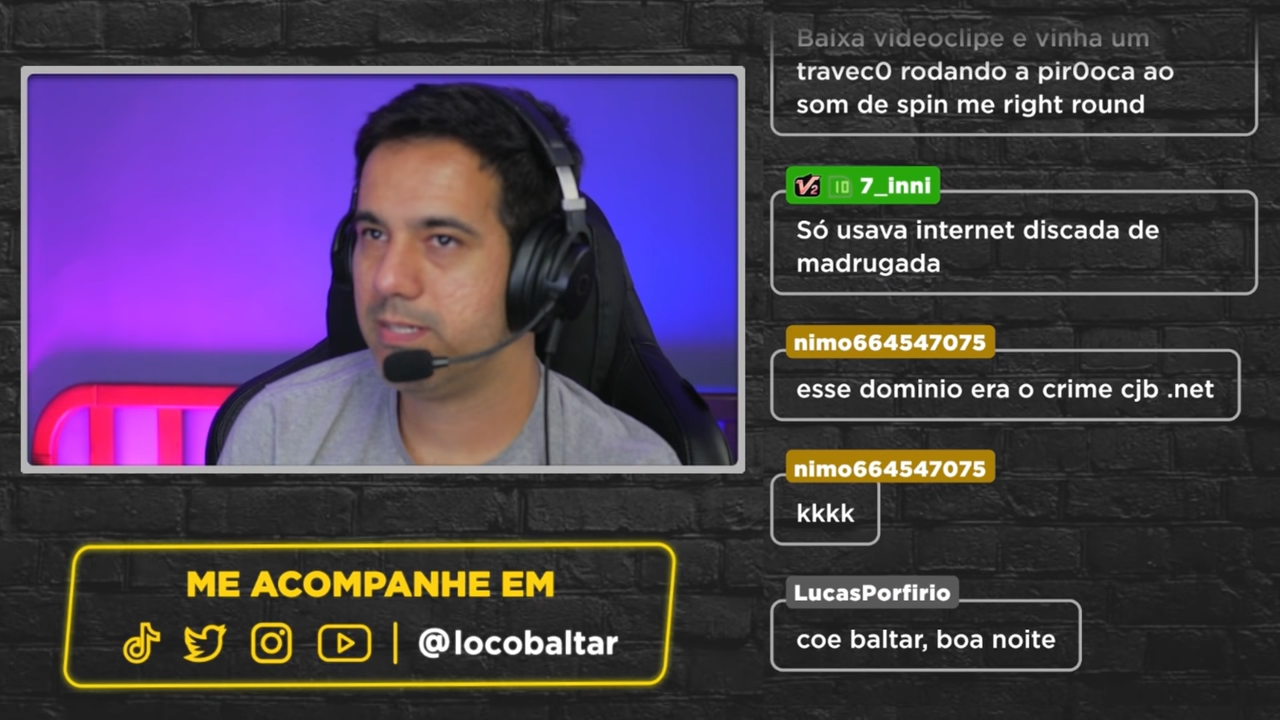 Baixa videoclipe e vinha um
travec0 rodando a pir0oca ao
som de spin me right round
7_inni
Só usava internet discada de
madrugada
nimo664547075
esse dominio era o crime cjb .net
nimo664547075
kkkk
LucasPorfirio
coe baltar, boa noite
ME ACOMPANHE EM
@locobaltar